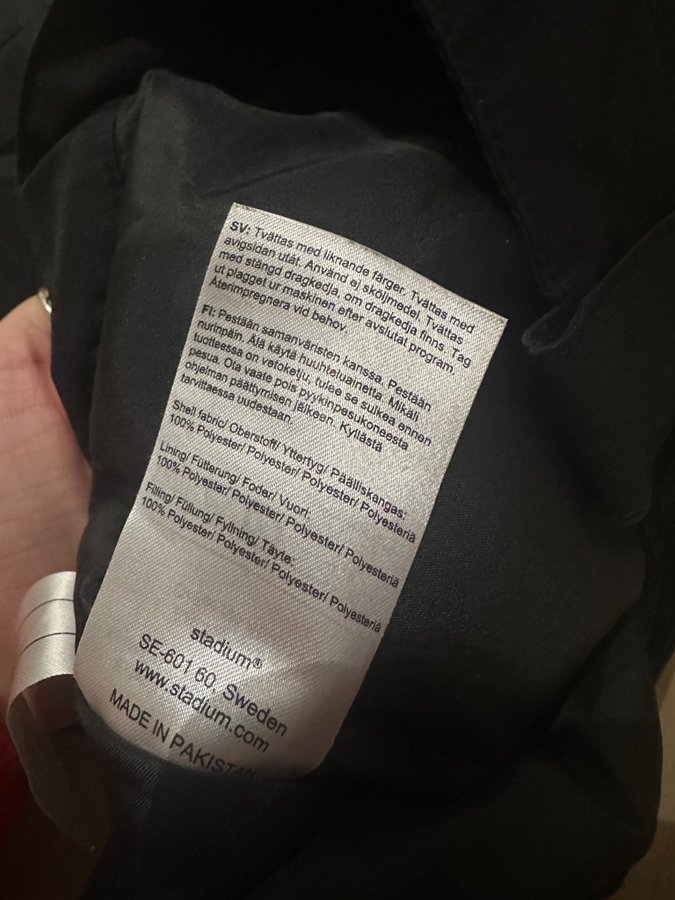 SV: Tvättas med liknande färger. Tvättas med
avigsidan utåt. Använd ej sköljmedel. Tvättas
med stängd dragkedja, om dragkedja finns. Tag
ut plagget ur maskinen efter avslutat program.
Återimpregnera vid behov.
FI: Pestään samanväristen kanssa. Pestään
nurinpäin. Älä käytä huuhteluainetta. Mikäli
tuotteessa on vetoketju, tulee se sulkea ennen
pesua. Ota vaate pois pyykinpesukoneesta
ohjelman päättymisen jälkeen. Kyllästä
tarvittaessa uudestaan.
Shell fabric/ Oberstoff/ Yttertyg/ Päälliskangas:
100% Polyester/ Polyester/ Polyester/ Polyesteriä
Lining/ Fütterung/ Foder/ Vuori:
100% Polyester/ Polyester/ Polyester/ Polyesteriä
Filing/ Füllung/ Fyllning/ Täyte:
100% Polyester/ Polyester/ Polyester/ Polyesteriä
stadium®
SE-601 60, Sweden
www.stadium.com
MADE IN PAKISTAN